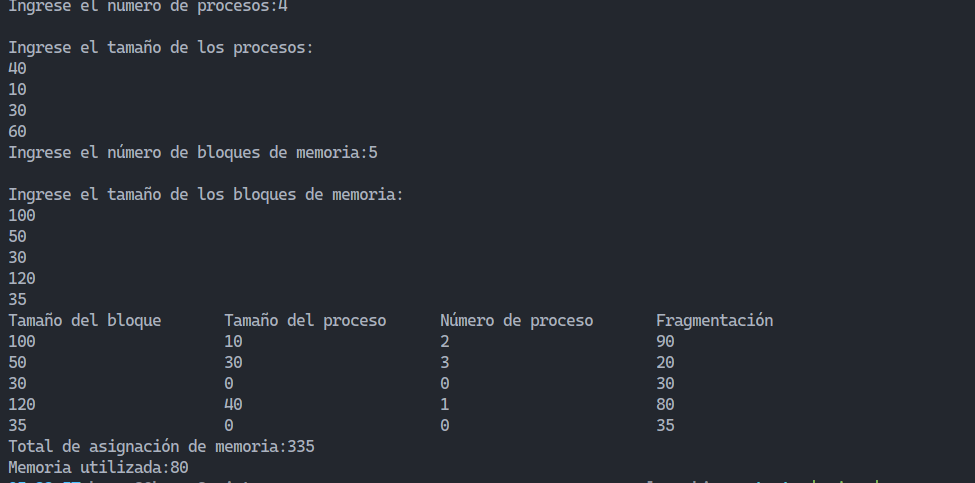 Ingrese el numero de procesos:4
Ingrese el tamaño de los procesos:
40
10
30
60
Ingrese el número de bloques de memoria:5
Ingrese el tamaño de los bloques de memoria:
100
50
30
120
35
Tamaño del bloque Tamaño del proceso Número de proceso Fragmentación
100 10 2 90
50 30 3 20
30 0 0 30
120 40 1 80
35 0 0 35
Total de asignación de memoria:335
Memoria utilizada:80